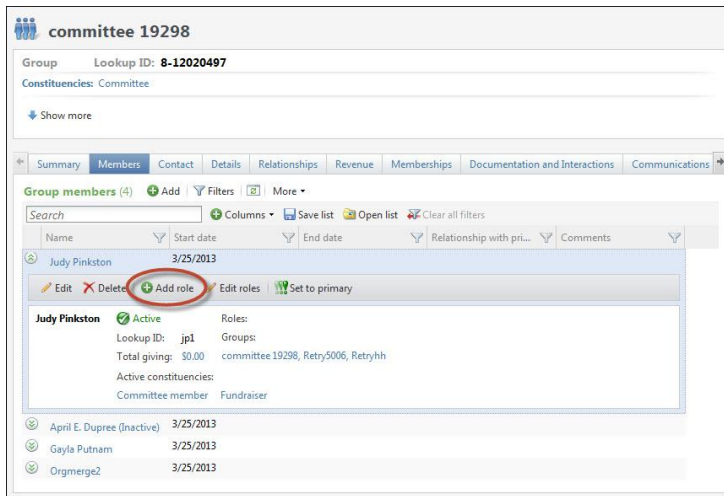 committee 19298
Group Lookup ID: 8-12020497
Constituencies: Committee
Show more
Summary Members Contact Details Relationships Revenue Memberships Documentation and Interactions Communications
Group members (4) Add Filters More
Search Columns Save list Open list Clear all filters
Name Start date End date Relationship with pri... Comments
Judy Pinkston 3/25/2013
Edit Delete Add role Edit roles Set to primary
Judy Pinkston Active Roles:
Lookup ID: jp1 Groups:
Total giving: $0.00 committee 19298, Retry5006, Retryhh
Active constituencies:
Committee member Fundraiser
April E. Dupree (Inactive) 3/25/2013
Gayla Putnam 3/25/2013
Orgmerge2 3/25/2013